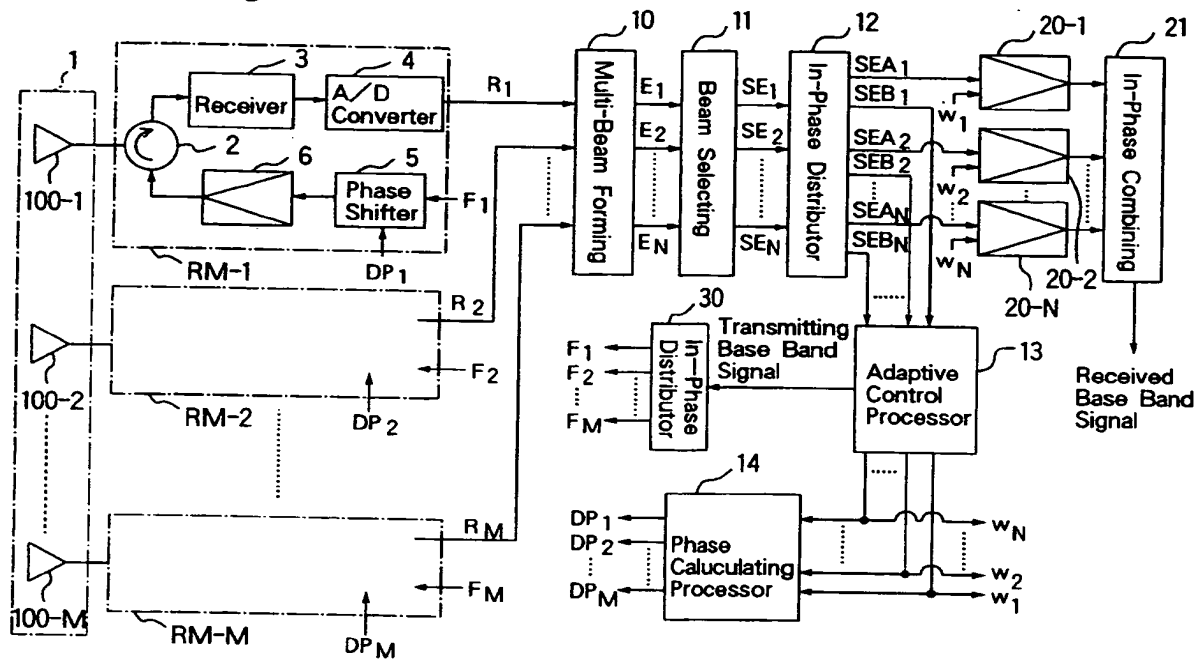 1
3
4
Receiver
A/D
Converter
R1
2
6
5
Phase
Shifter
F1
100-1
DP1
RM-1
R2
F2
100-2
RM-2
DP2
RM
FM
100-M
RM-M
DPM
10
Multi-Beam Forming
E1
E2
EN
11
Beam Selecting
SE1
SE2
SEN
12
In-Phase Distributor
SEA1
SEB1
SEA2
SEB2
SEAN
SEBN
20-1
w1
w2
wN
20-2
20-N
21
In-Phase Combining
Received
Base Band
Signal
30
In-Phase
Distributor
F1
F2
FM
Transmitting
Base Band
Signal
13
Adaptive
Control
Processor
14
Phase
Caluculating
Processor
DP1
DP2
DPM
wN
w2
w1